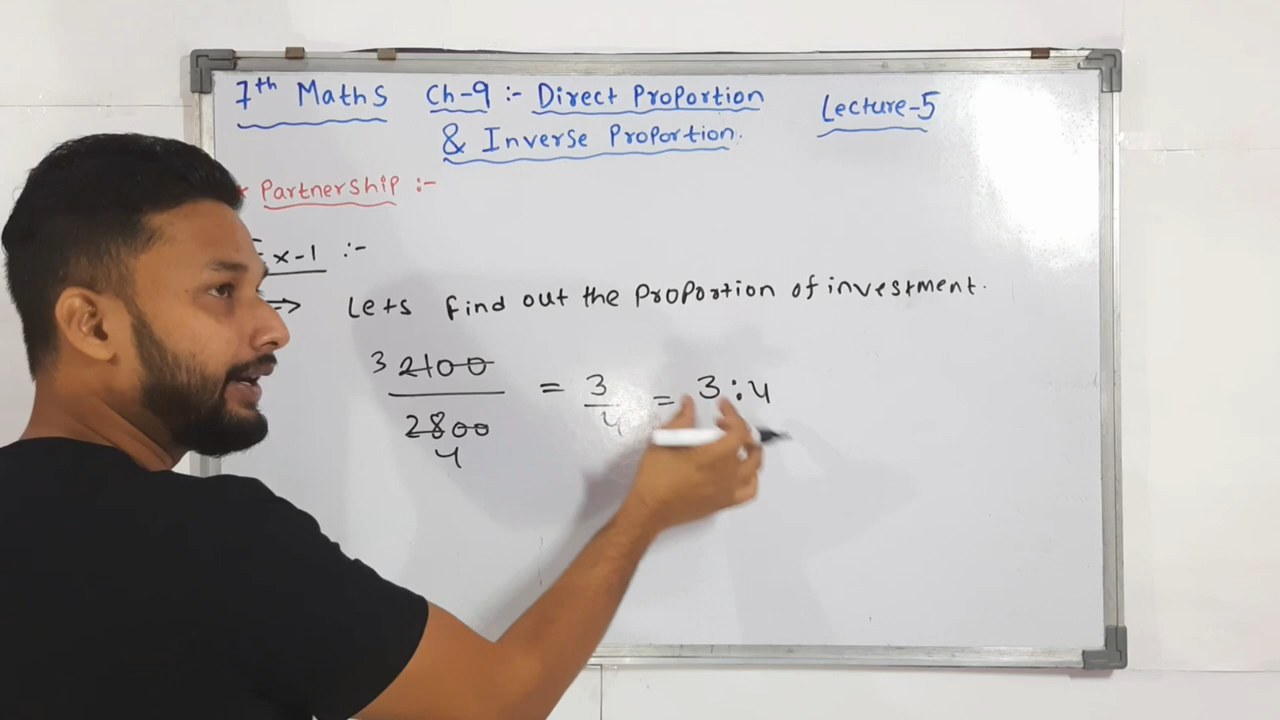 7th Maths Ch-9 :- Direct Proportion Lecture-5
& Inverse Proportion.
* Partnership :-
Ex-1 :-
=> Lets find out the proportion of investment.
3 2100
2800
4
= 3
4
= 3:4